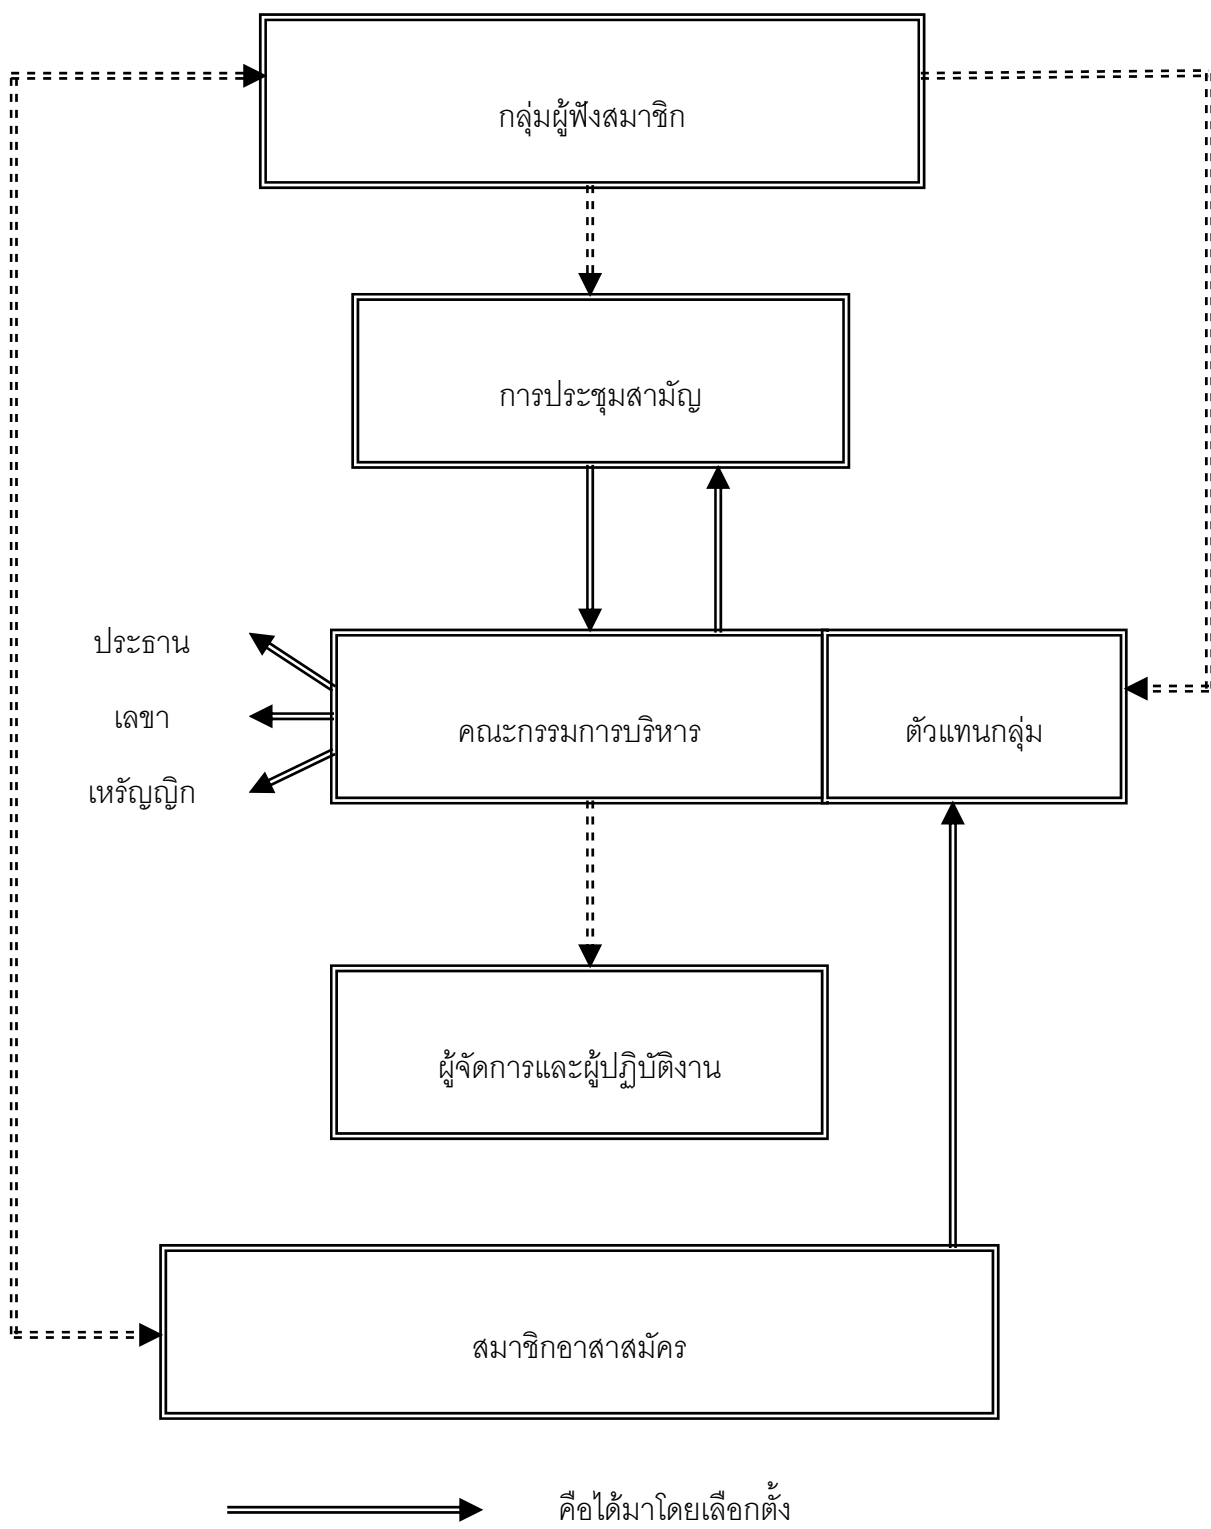 กลุ่มผู้ฟังสมาชิก
การประชุมสามัญ
ประธาน
เลขา
เหรัญญิก
คณะกรรมการบริหาร
ตัวแทนกลุ่ม
ผู้จัดการและผู้ปฏิบัติงาน
สมาชิกอาสาสมัคร
คือได้มาโดยเลือกตั้ง